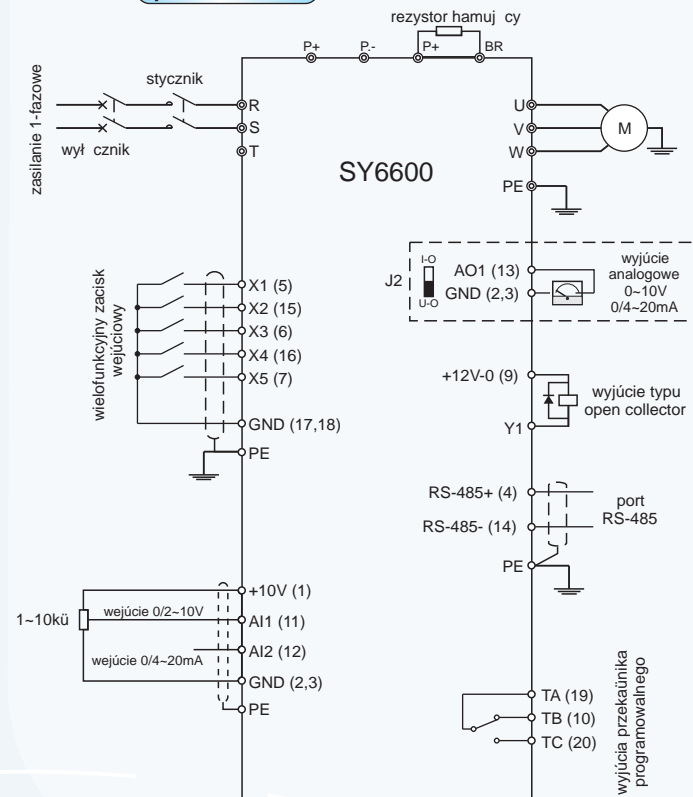 rezystor hamuj cy
P+
P.-
P+
BR
stycznik
zasilanie 1-fazowe
wył cznik
R
S
T
SY6600
U
V
W
M
PE
J2
I-O
U-O
AO1 (13)
GND (2,3)
wyjúcie
analogowe
0~10V
0/4~20mA
wielofunkcyjny zacisk
wejúciowy
X1 (5)
X2 (15)
X3 (6)
X4 (16)
X5 (7)
GND (17,18)
PE
+12V-0 (9)
Y1
wyjúcie typu
open collector
RS-485+ (4)
RS-485- (14)
port
RS-485
PE
1~10kü
wejúcie 0/2~10V
wejúcie 0/4~20mA
+10V (1)
AI1 (11)
AI2 (12)
GND (2,3)
PE
TA (19)
TB (10)
TC (20)
wyjúcia przekaünika
programowalnego